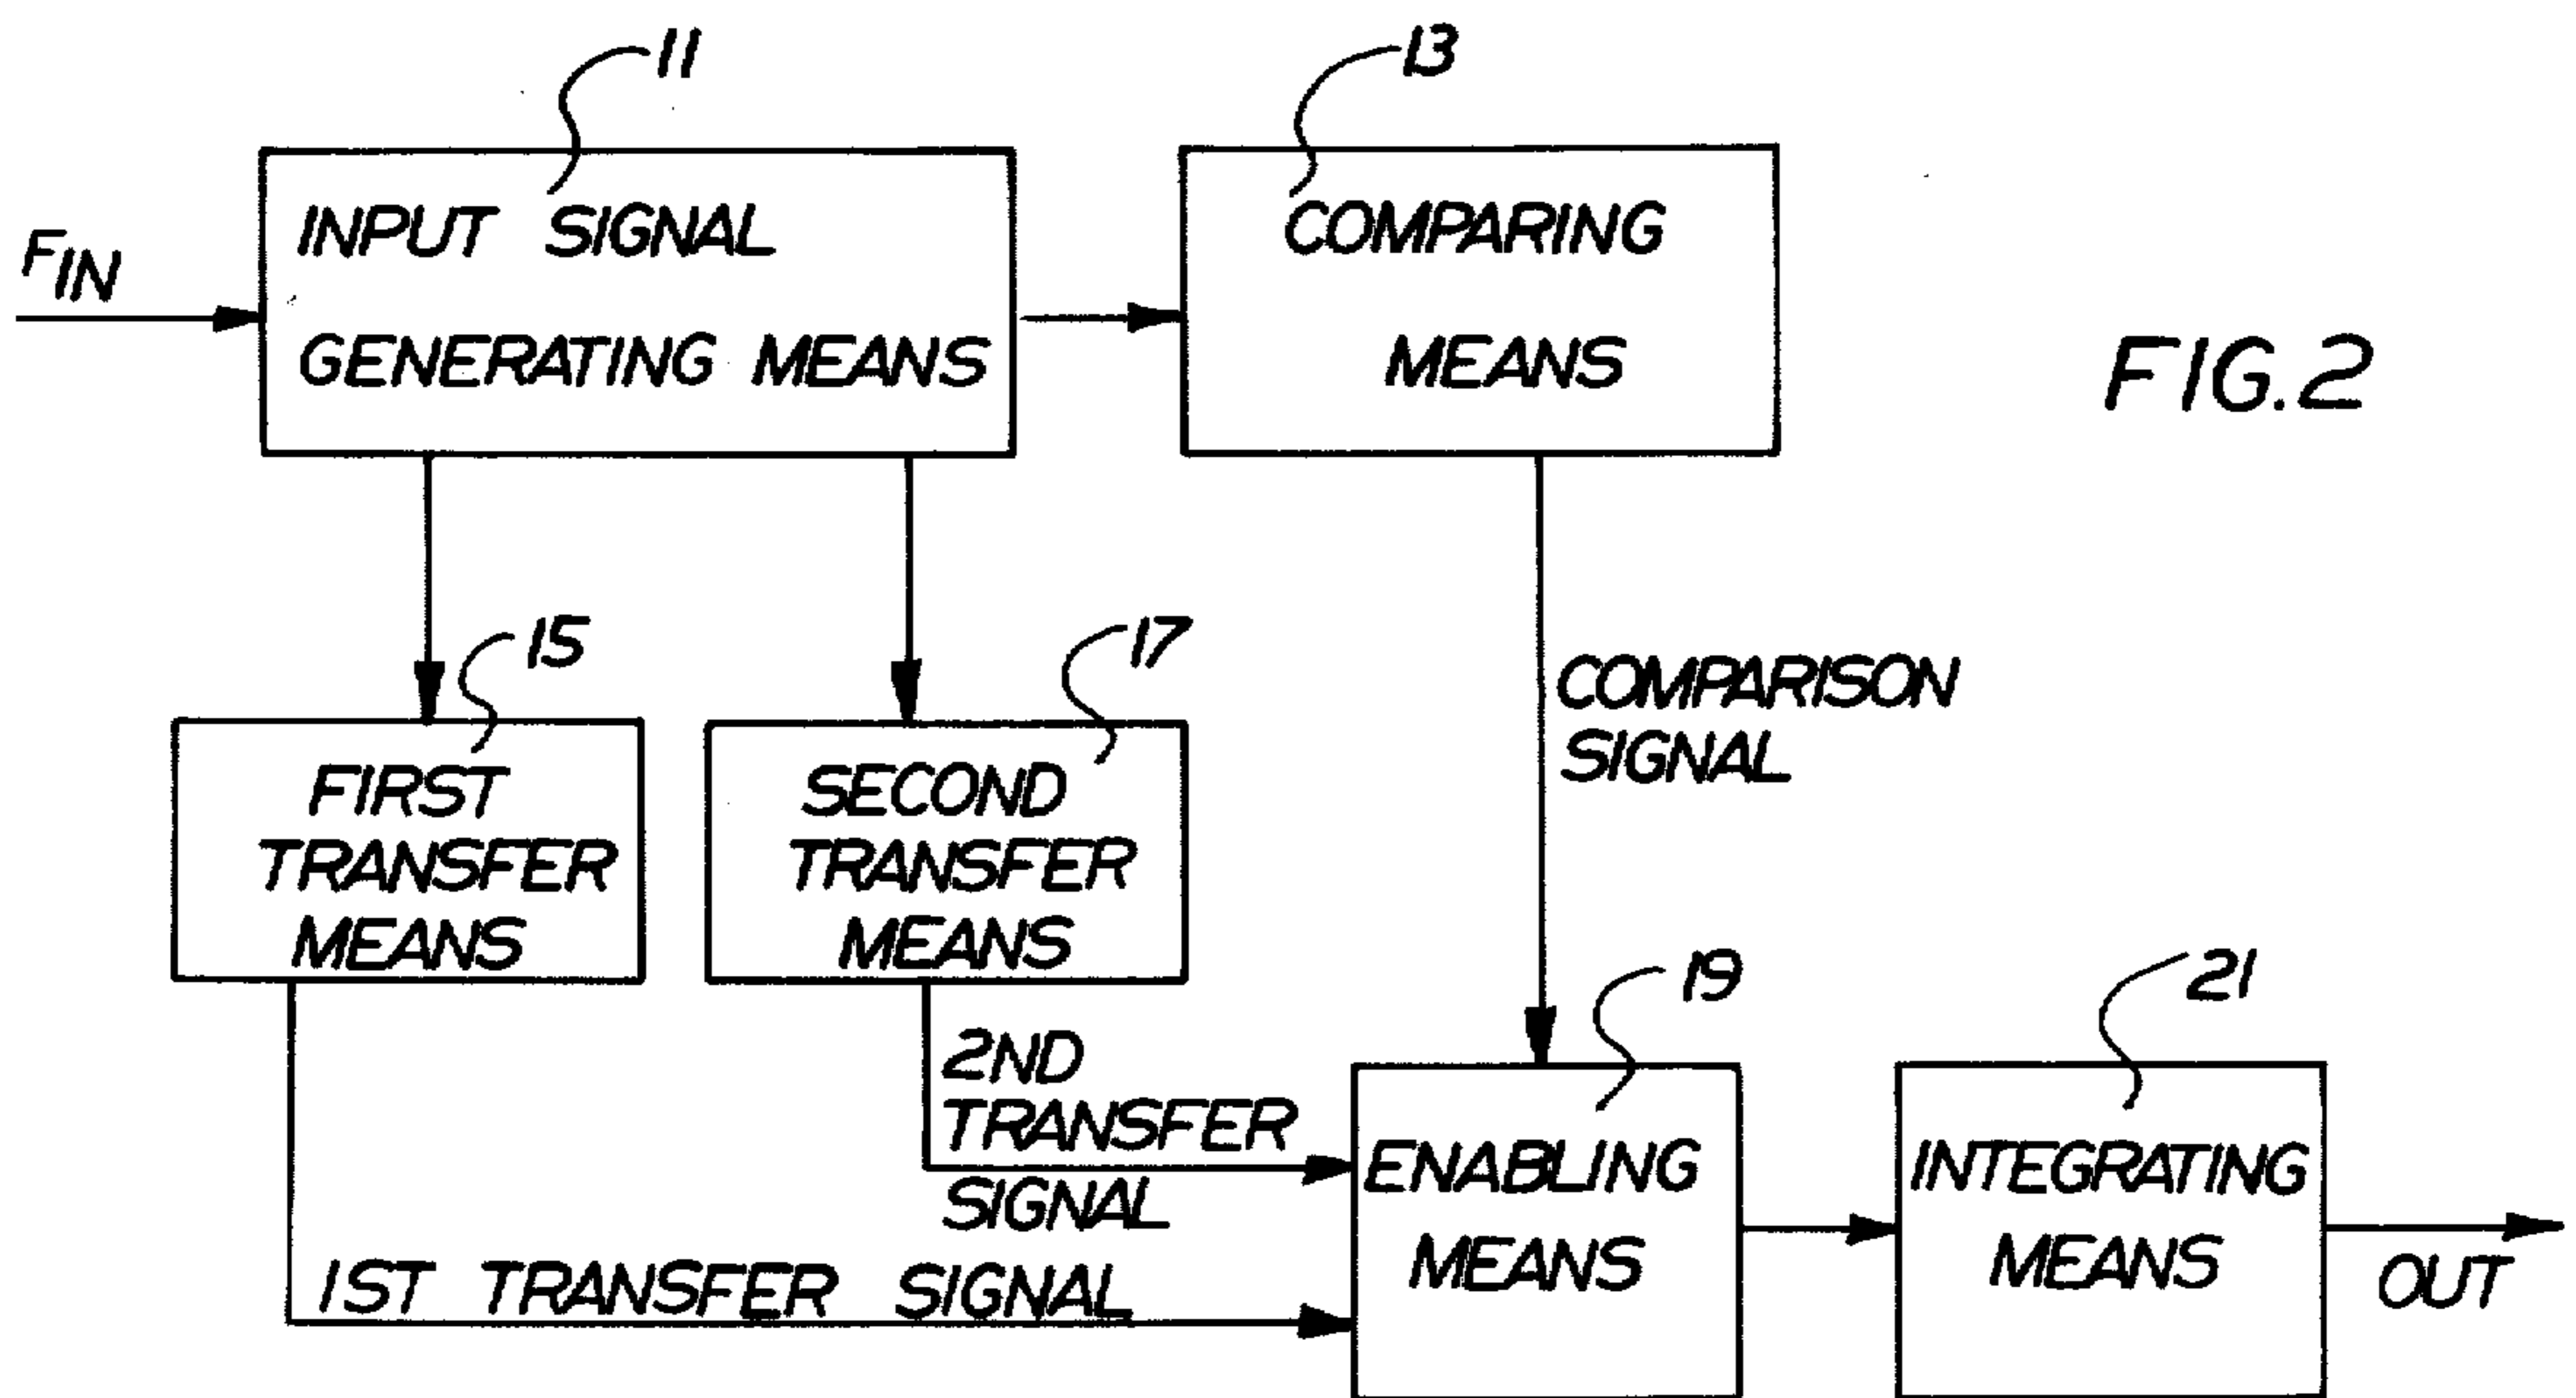 11
13
INPUT SIGNAL
GENERATING MEANS
COMPARING
MEANS
FIN
FIG.2
15
17
FIRST
TRANSFER
MEANS
SECOND
TRANSFER
MEANS
COMPARISON
SIGNAL
19
21
2ND
TRANSFER
SIGNAL
1ST TRANSFER SIGNAL
ENABLING
MEANS
INTEGRATING
MEANS
OUT